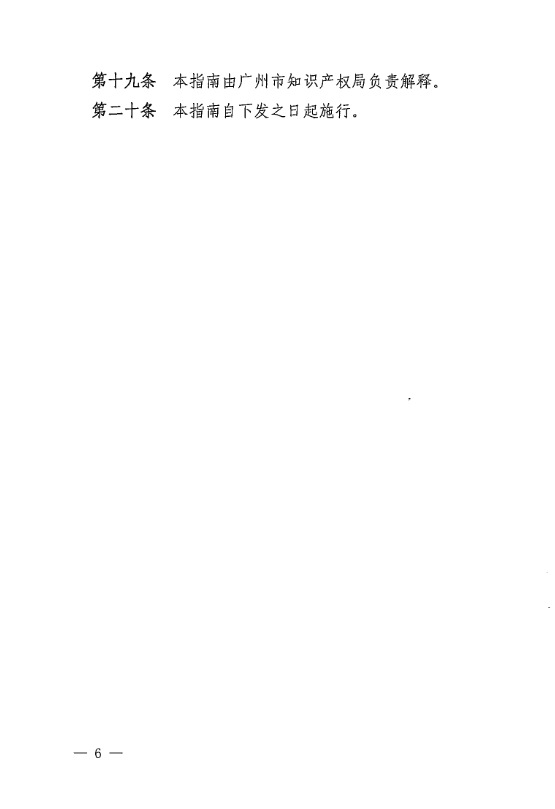 第十九条　本指南由广州市知识产权局负责解释。
第二十条　本指南自下发之日起施行。
— 6 —